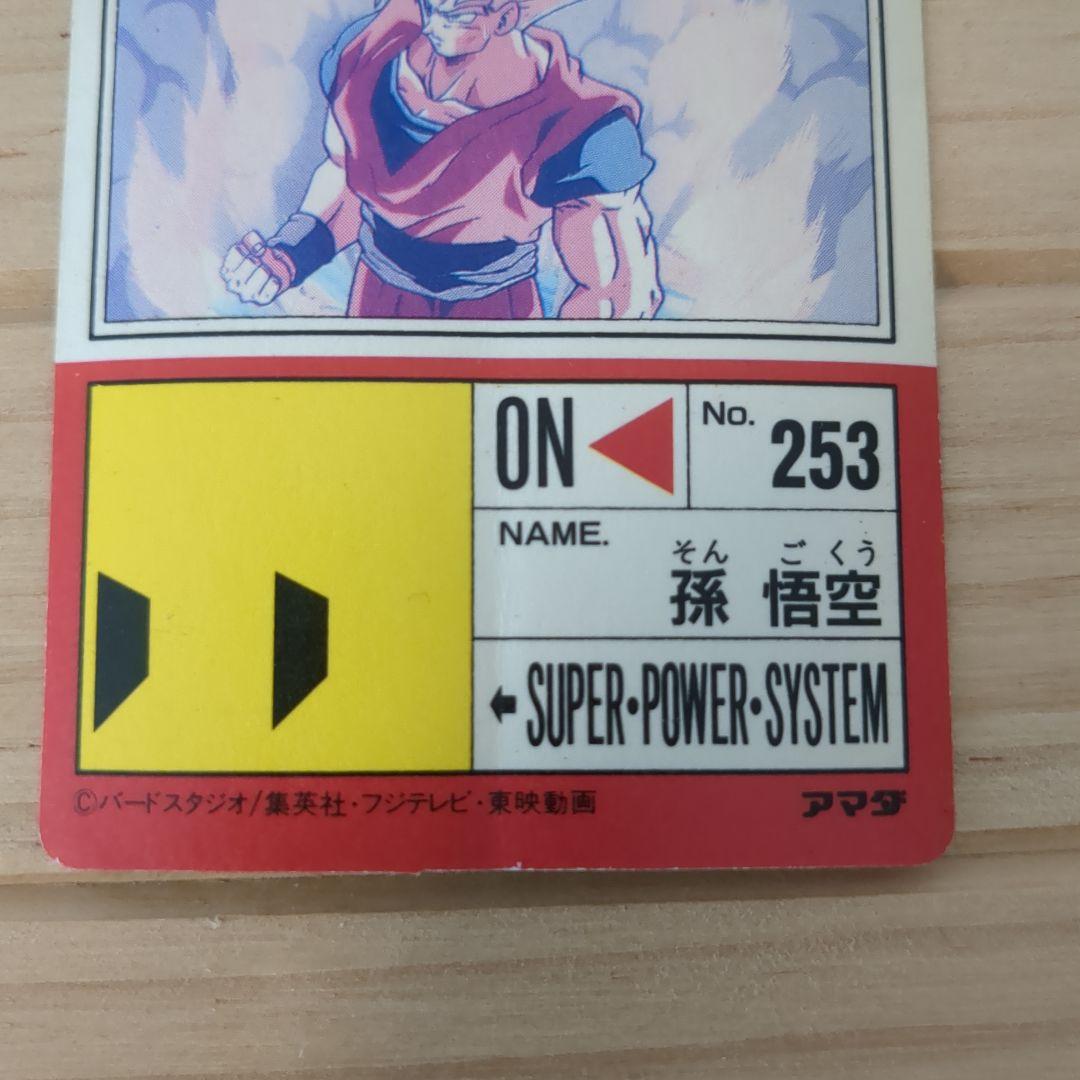 ON
No. 253
NAME.
そん ご くう
孫 悟空
SUPER・POWER・SYSTEM
©バードスタジオ/集英社・フジテレビ・東映動画
アマダ